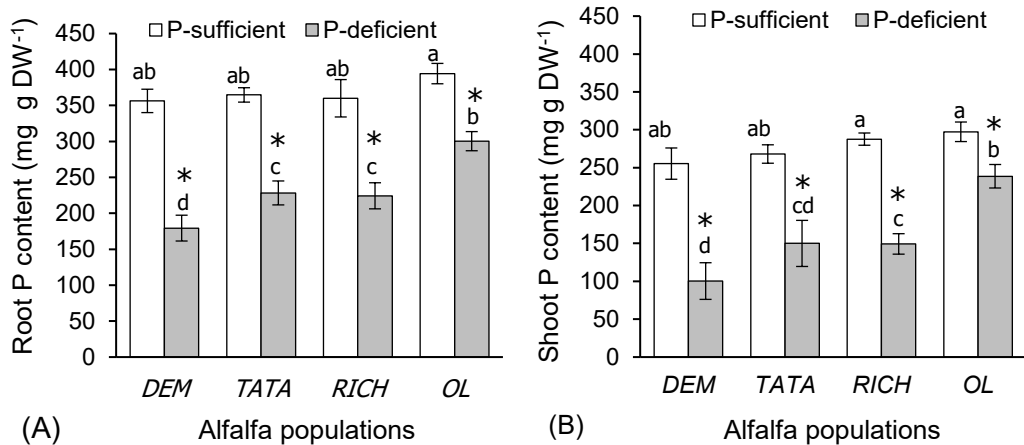 P-sufficient P-deficient
Root P content (mg g DW-1)
450
400
350
300
250
200
150
100
50
0
ab ab ab a
* * * *
d c c b
DEM TATA RICH OL
(A) Alfalfa populations
P-sufficient P-deficient
Shoot P content (mg g DW-1)
450
400
350
300
250
200
150
100
50
0
ab ab a a
* * * *
d cd c b
DEM TATA RICH OL
(B) Alfalfa populations